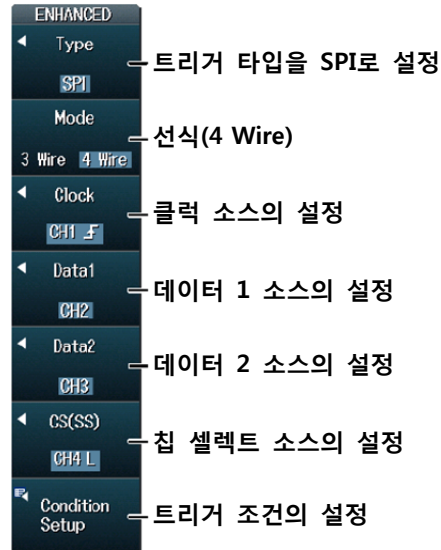 ENHANCED
Type
SPI
트리거 타입을 SPI로 설정
Mode
3 Wire 4 Wire
선식(4 Wire)
Clock
CH1
클럭 소스의 설정
Data1
CH2
데이터 1 소스의 설정
Data2
CH3
데이터 2 소스의 설정
CS(SS)
CH4 L
칩 셀렉트 소스의 설정
Condition
Setup
트리거 조건의 설정